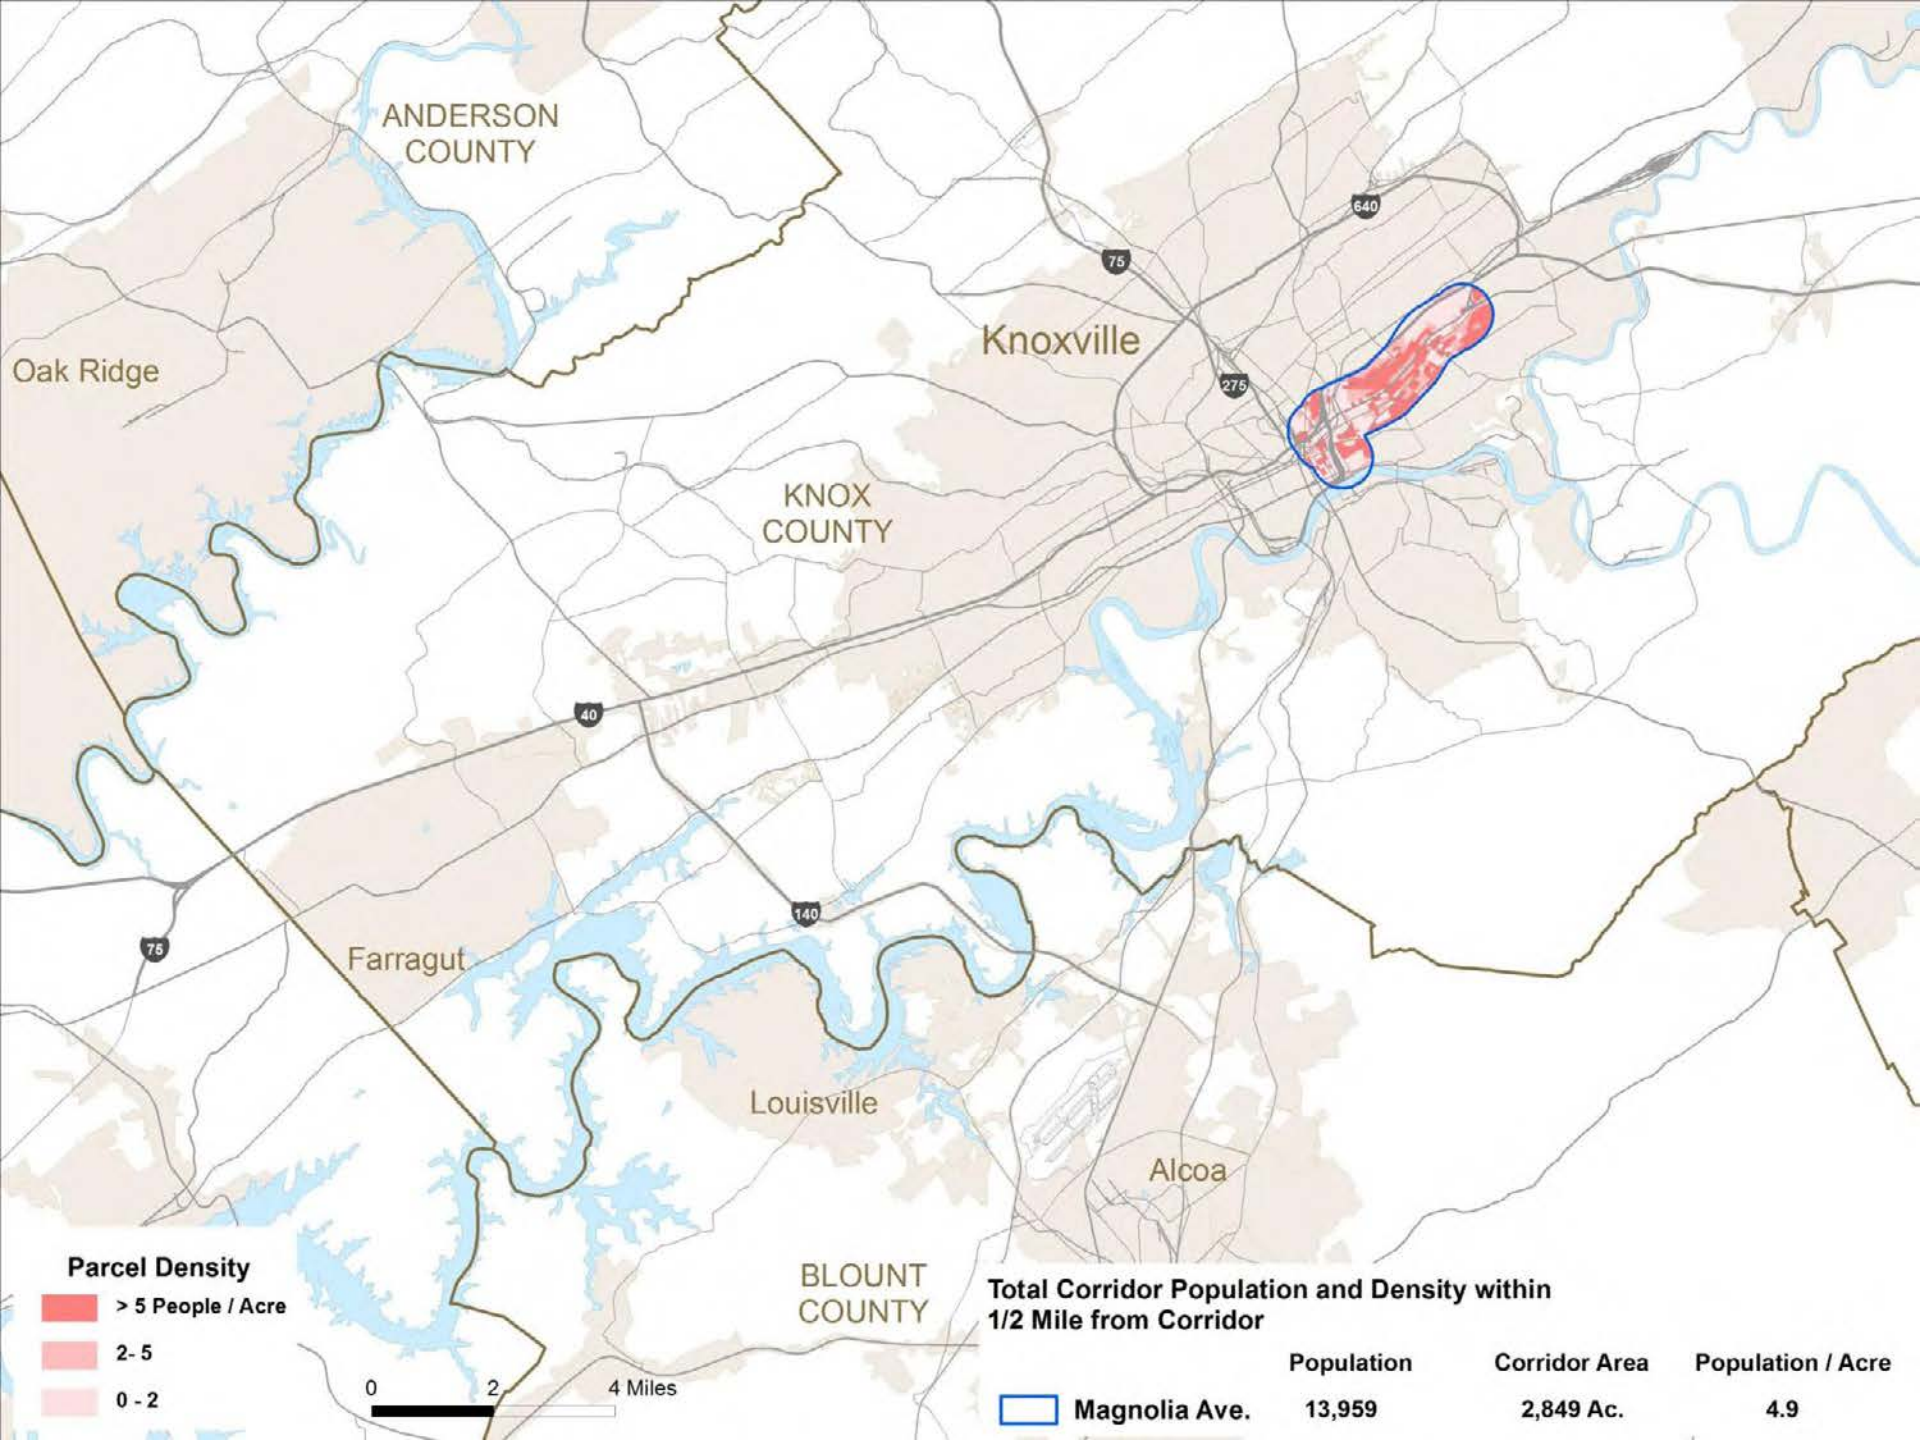 ANDERSON
COUNTY
640
75
Knoxville
Oak Ridge
275
KNOX
COUNTY
40
140
75
Farragut
Louisville
Alcoa
BLOUNT
COUNTY
Parcel Density
> 5 People / Acre
2- 5
0 - 2
0 2 4 Miles
Total Corridor Population and Density within
1/2 Mile from Corridor
Population Corridor Area Population / Acre
Magnolia Ave. 13,959 2,849 Ac. 4.9